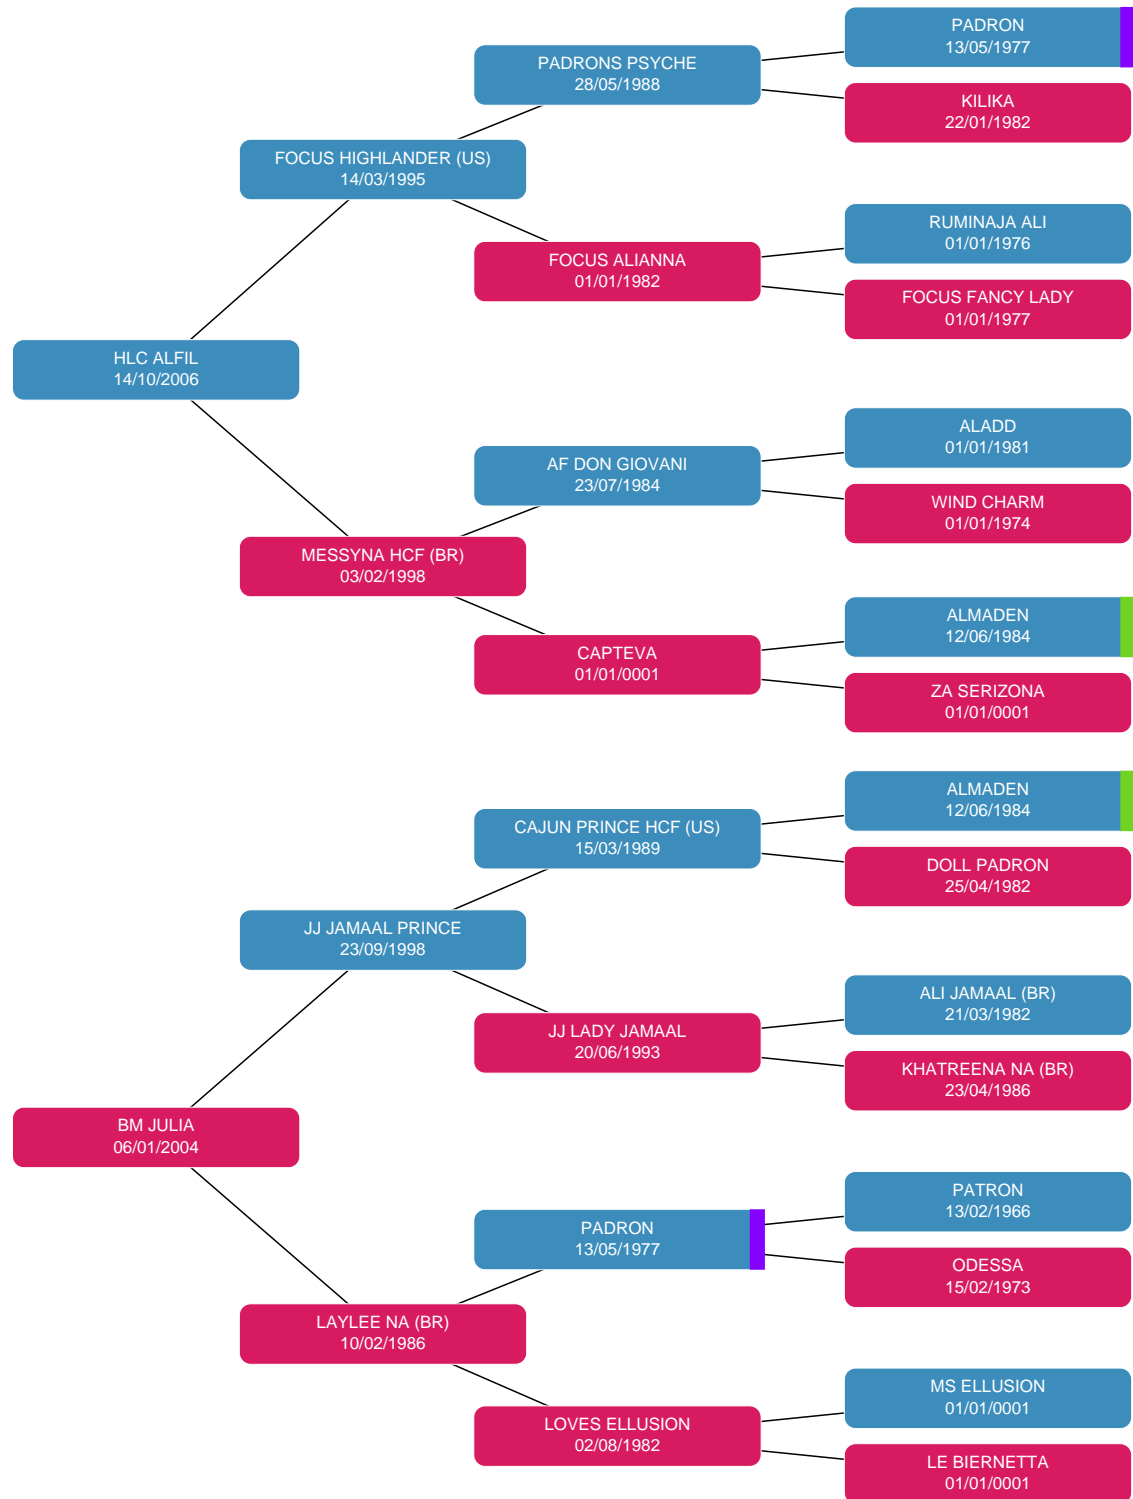 PADRON
13/05/1977
PADRONS PSYCHE
28/05/1988
KILIKA
22/01/1982
FOCUS HIGHLANDER (US)
14/03/1995
RUMINAJA ALI
01/01/1976
FOCUS ALIANNA
01/01/1982
FOCUS FANCY LADY
01/01/1977
HLC ALFIL
14/10/2006
ALADD
01/01/1981
AF DON GIOVANI
23/07/1984
WIND CHARM
01/01/1974
MESSYNA HCF (BR)
03/02/1998
ALMADEN
12/06/1984
CAPTEVA
01/01/0001
ZA SERIZONA
01/01/0001
ALMADEN
12/06/1984
CAJUN PRINCE HCF (US)
15/03/1989
DOLL PADRON
25/04/1982
JJ JAMAAL PRINCE
23/09/1998
ALI JAMAAL (BR)
21/03/1982
JJ LADY JAMAAL
20/06/1993
KHATREENA NA (BR)
23/04/1986
BM JULIA
06/01/2004
PATRON
13/02/1966
PADRON
13/05/1977
ODESSA
15/02/1973
LAYLEE NA (BR)
10/02/1986
MS ELLUSION
01/01/0001
LOVES ELLUSION
02/08/1982
LE BIERNETTA
01/01/0001